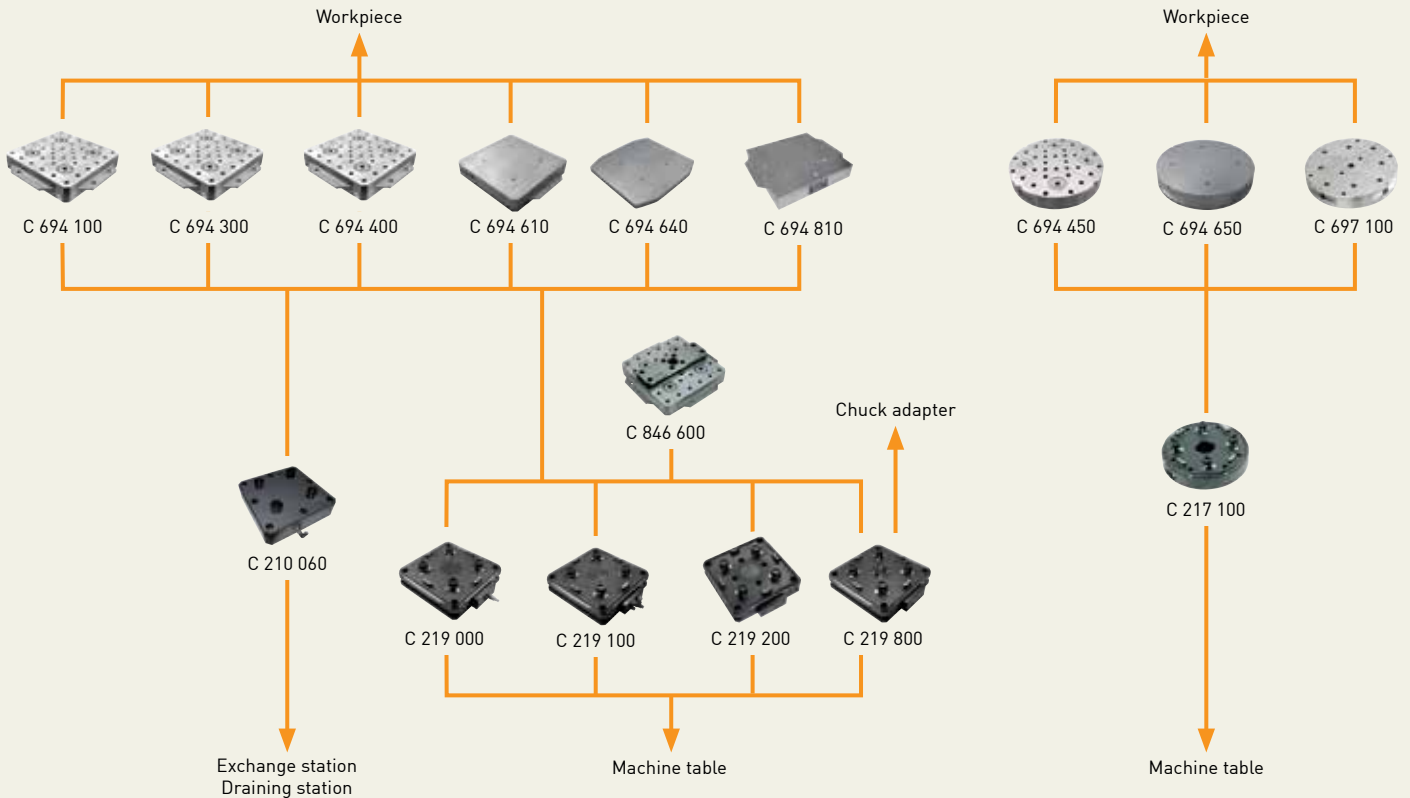 Workpiece
Workpiece
C 694 100
C 694 300
C 694 400
C 694 610
C 694 640
C 694 810
C 694 450
C 694 650
C 697 100
Chuck adapter
C 846 600
C 217 100
C 210 060
C 219 000
C 219 100
C 219 200
C 219 800
Exchange station
Draining station
Machine table
Machine table